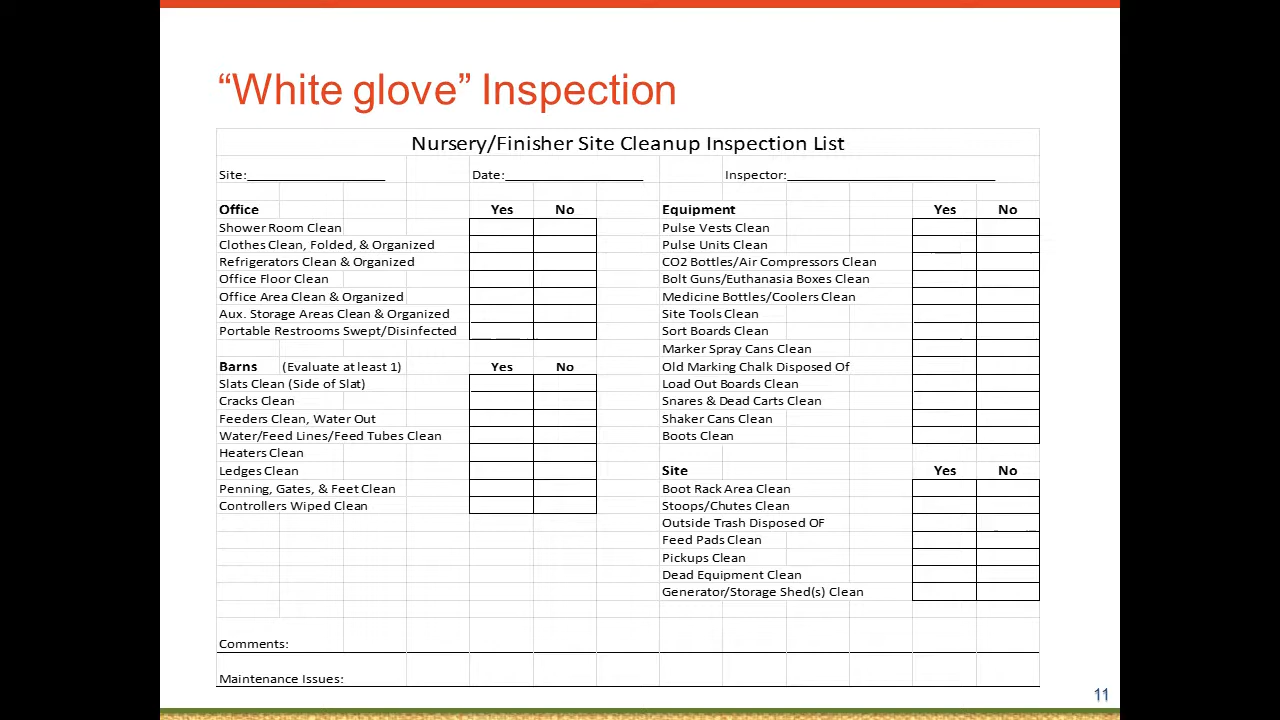 “White glove” Inspection
Nursery/Finisher Site Cleanup Inspection List
Site:____________________ Date:____________________ Inspector:______________________________
Office Yes No
Shower Room Clean
Clothes Clean, Folded, & Organized
Refrigerators Clean & Organized
Office Floor Clean
Office Area Clean & Organized
Aux. Storage Areas Clean & Organized
Portable Restrooms Swept/Disinfected
Barns (Evaluate at least 1) Yes No
Slats Clean (Side of Slat)
Cracks Clean
Feeders Clean, Water Out
Water/Feed Lines/Feed Tubes Clean
Heaters Clean
Ledges Clean
Penning, Gates, & Feet Clean
Controllers Wiped Clean
Equipment Yes No
Pulse Vests Clean
Pulse Units Clean
CO2 Bottles/Air Compressors Clean
Bolt Guns/Euthanasia Boxes Clean
Medicine Bottles/Coolers Clean
Site Tools Clean
Sort Boards Clean
Marker Spray Cans Clean
Old Marking Chalk Disposed Of
Load Out Boards Clean
Snares & Dead Carts Clean
Shaker Cans Clean
Boots Clean
Site Yes No
Boot Rack Area Clean
Stoops/Chutes Clean
Outside Trash Disposed OF
Feed Pads Clean
Pickups Clean
Dead Equipment Clean
Generator/Storage Shed(s) Clean
Comments:
Maintenance Issues:
11